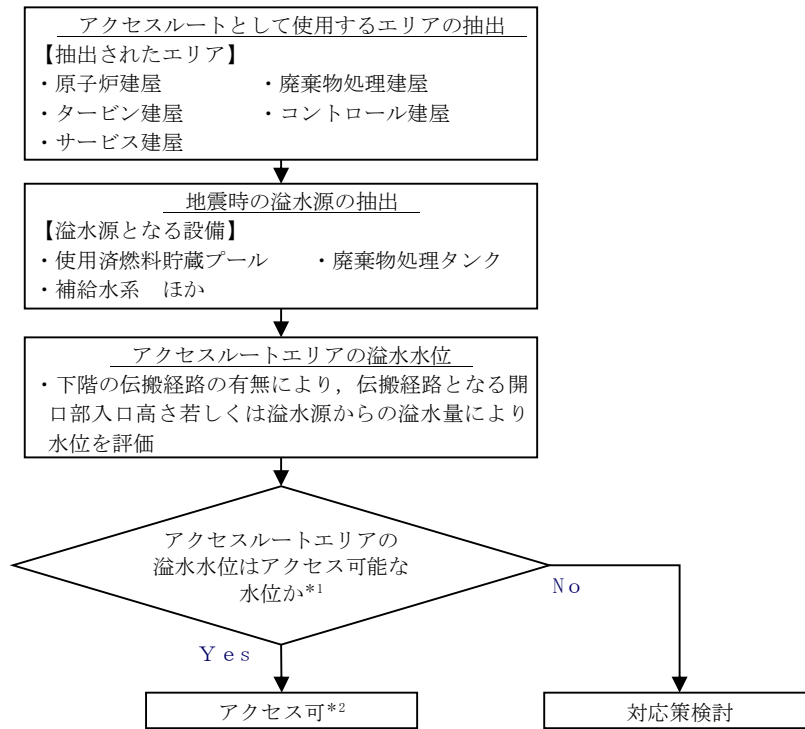 アクセスルートとして使用するエリアの抽出
【抽出されたエリア】
・原子炉建屋　・廃棄物処理建屋
・タービン建屋　・コントロール建屋
・サービス建屋
地震時の溢水源の抽出
【溢水源となる設備】
・使用済燃料貯蔵プール　・廃棄物処理タンク
・補給水系　ほか
アクセスルートエリアの溢水水位
・下階の伝搬経路の有無により，伝搬経路となる開
口部入口高さ若しくは溢水源からの溢水量により
水位を評価
アクセスルートエリアの
溢水水位はアクセス可能な
水位か*1
No
Yes
アクセス可*2
対応策検討